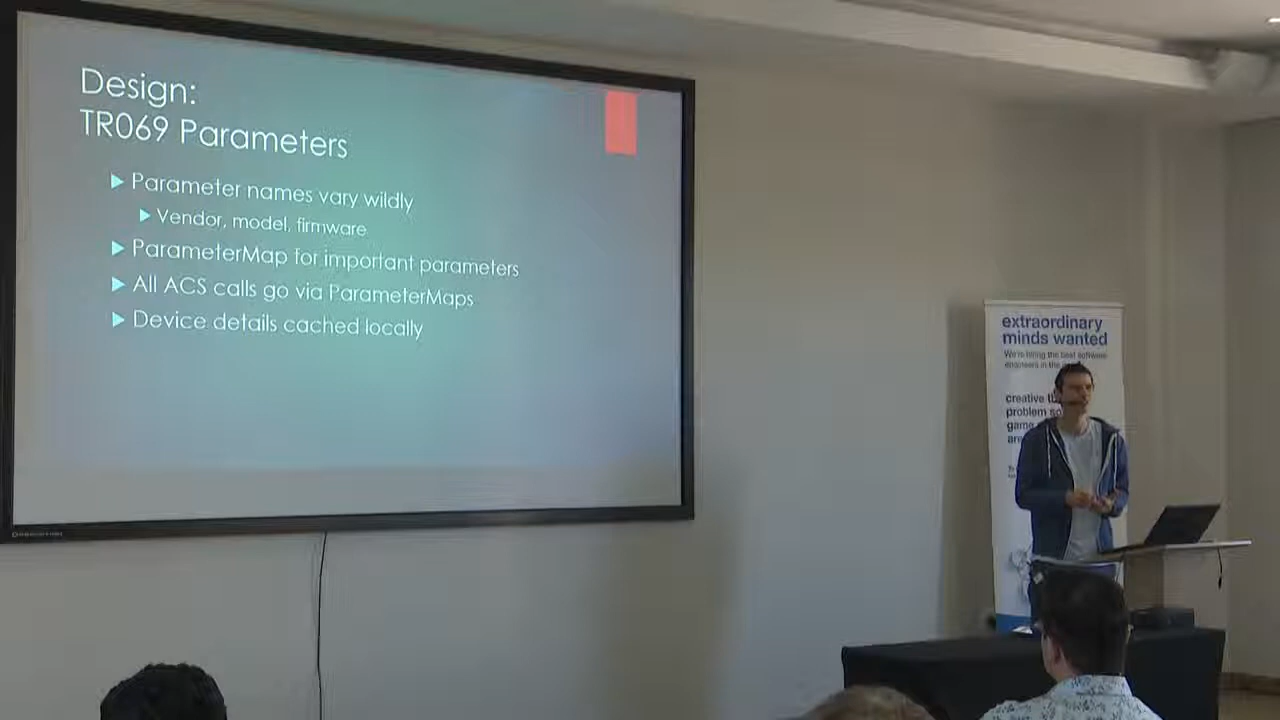 Design:
TR069 Parameters
Parameter names vary wildly
Vendor, model, firmware
ParameterMap for important parameters
All ACS calls go via ParameterMaps
Device details cached locally
extraordinary
minds wanted
We're hiring the best software
engineers in the
creative
problem
game